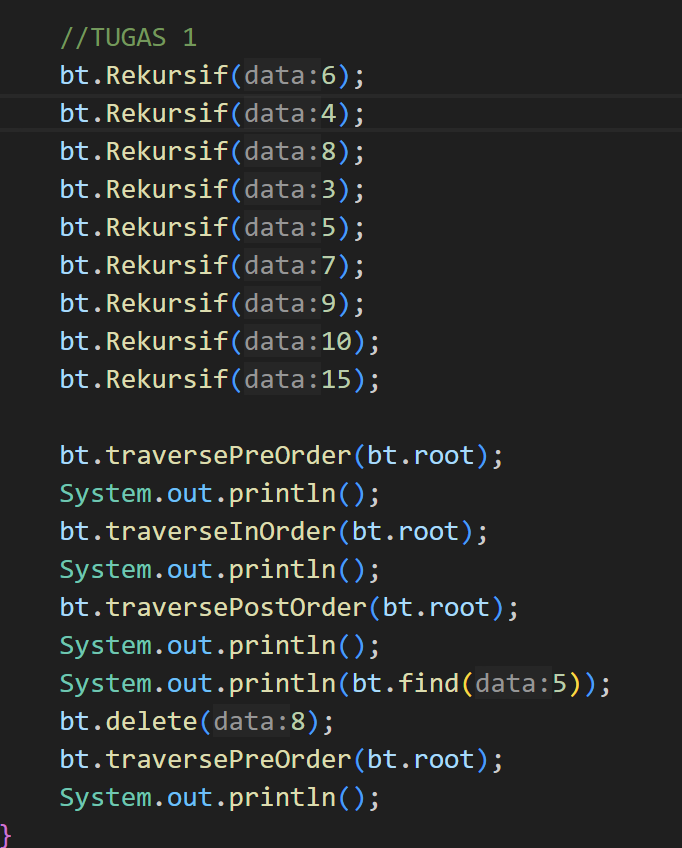 //TUGAS 1
bt.Rekursif(data:6);
bt.Rekursif(data:4);
bt.Rekursif(data:8);
bt.Rekursif(data:3);
bt.Rekursif(data:5);
bt.Rekursif(data:7);
bt.Rekursif(data:9);
bt.Rekursif(data:10);
bt.Rekursif(data:15);
bt.traversePreOrder(bt.root);
System.out.println();
bt.traverseInOrder(bt.root);
System.out.println();
bt.traversePostOrder(bt.root);
System.out.println();
System.out.println(bt.find(data:5));
bt.delete(data:8);
bt.traversePreOrder(bt.root);
System.out.println();
}